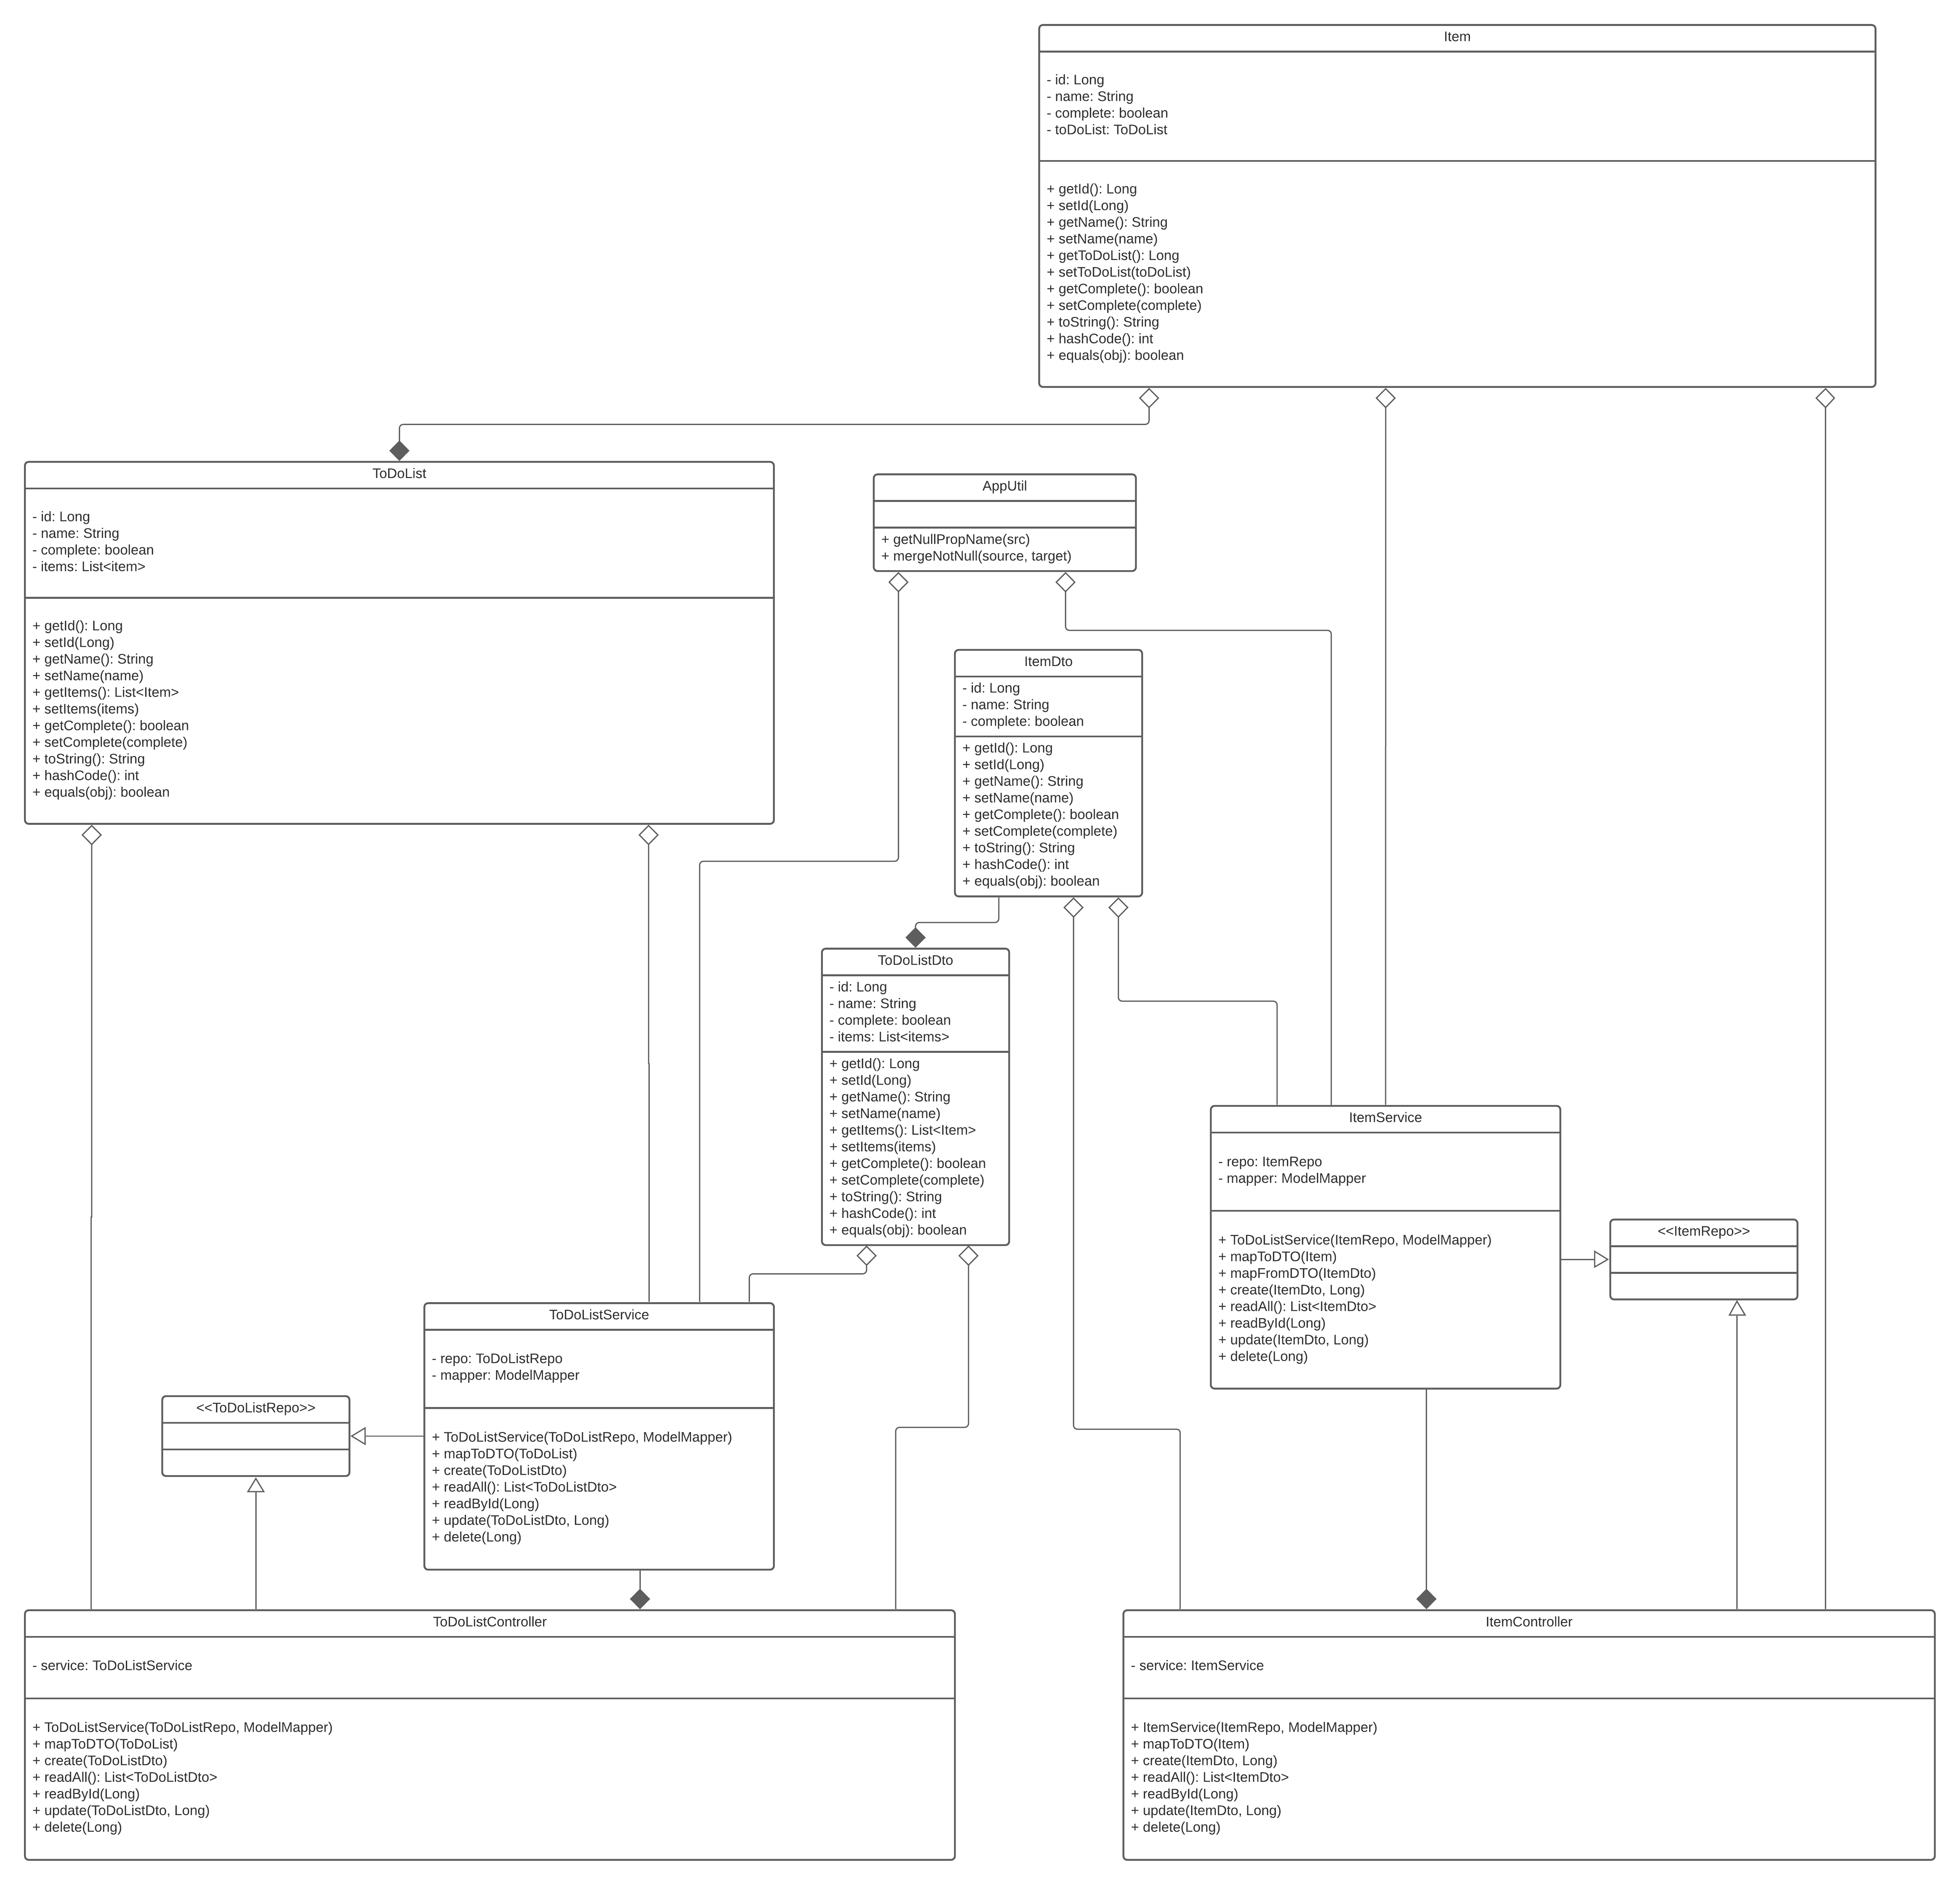 Item
- id: Long
- name: String
- complete: boolean
- toDoList: ToDoList
+ getId(): Long
+ setId(Long)
+ getName(): String
+ setName(name)
+ getToDoList(): Long
+ setToDoList(toDoList)
+ getComplete(): boolean
+ setComplete(complete)
+ toString(): String
+ hashCode(): int
+ equals(obj): boolean
ToDoList
- id: Long
- name: String
- complete: boolean
- items: List<item>
+ getId(): Long
+ setId(Long)
+ getName(): String
+ setName(name)
+ getItems(): List<Item>
+ setItems(items)
+ getComplete(): boolean
+ setComplete(complete)
+ toString(): String
+ hashCode(): int
+ equals(obj): boolean
AppUtil
+ getNullPropName(src)
+ mergeNotNull(source, target)
ItemDto
- id: Long
- name: String
- complete: boolean
+ getId(): Long
+ setId(Long)
+ getName(): String
+ setName(name)
+ getComplete(): boolean
+ setComplete(complete)
+ toString(): String
+ hashCode(): int
+ equals(obj): boolean
ToDoListDto
- id: Long
- name: String
- complete: boolean
- items: List<items>
+ getId(): Long
+ setId(Long)
+ getName(): String
+ setName(name)
+ getItems(): List<Item>
+ setItems(items)
+ getComplete(): boolean
+ setComplete(complete)
+ toString(): String
+ hashCode(): int
+ equals(obj): boolean
ItemService
- repo: ItemRepo
- mapper: ModelMapper
+ ToDoListService(ItemRepo, ModelMapper)
+ mapToDTO(Item)
+ mapFromDTO(ItemDto)
+ create(ItemDto, Long)
+ readAll(): List<ItemDto>
+ readById(Long)
+ update(ItemDto, Long)
+ delete(Long)
<<ItemRepo>>
ToDoListService
- repo: ToDoListRepo
- mapper: ModelMapper
+ ToDoListService(ToDoListRepo, ModelMapper)
+ mapToDTO(ToDoList)
+ create(ToDoListDto)
+ readAll(): List<ToDoListDto>
+ readById(Long)
+ update(ToDoListDto, Long)
+ delete(Long)
<<ToDoListRepo>>
ToDoListController
- service: ToDoListService
+ ToDoListService(ToDoListRepo, ModelMapper)
+ mapToDTO(ToDoList)
+ create(ToDoListDto)
+ readAll(): List<ToDoListDto>
+ readById(Long)
+ update(ToDoListDto, Long)
+ delete(Long)
ItemController
- service: ItemService
+ ItemService(ItemRepo, ModelMapper)
+ mapToDTO(Item)
+ create(ItemDto, Long)
+ readAll(): List<ItemDto>
+ readById(Long)
+ update(ItemDto, Long)
+ delete(Long)